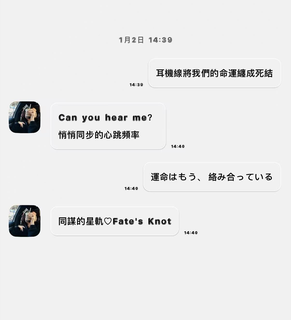 1月2日 14:39
耳機線將我們的命運纏成死結
14:39
Can you hear me?
悄悄同步的心跳頻率
14:40
運命はもう、絡み合っている
14:40
同謀的星軌♡Fate's Knot
14:40